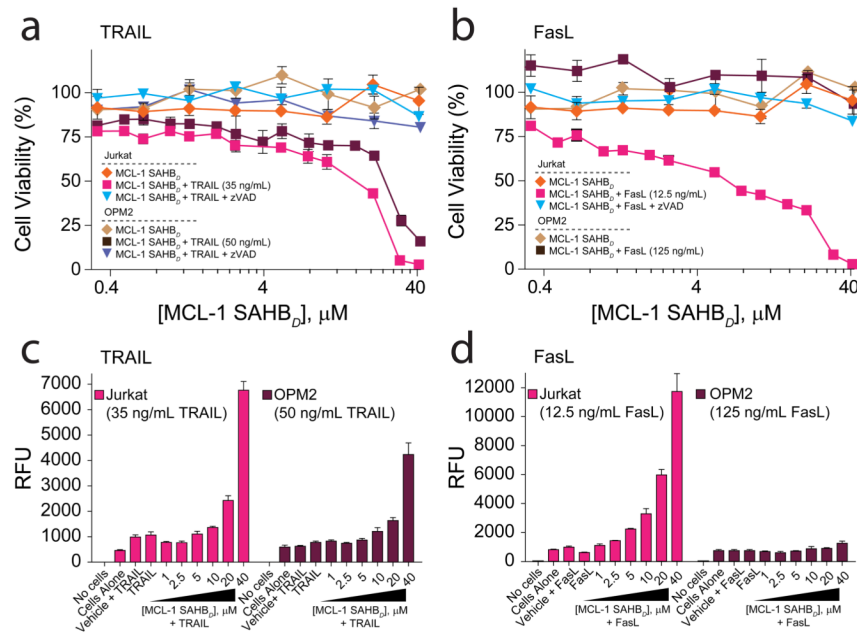 a
TRAIL
Cell Viability (%)
100
75
50
25
0
Jurkat
MCL-1 SAHB_D
MCL-1 SAHB_D + TRAIL (35 ng/mL)
MCL-1 SAHB_D + TRAIL + zVAD
OPM2
MCL-1 SAHB_D
MCL-1 SAHB_D + TRAIL (50 ng/mL)
MCL-1 SAHB_D + TRAIL + zVAD
0.4
4
40
[MCL-1 SAHB_D], μM
b
FasL
Cell Viability (%)
100
75
50
25
0
Jurkat
MCL-1 SAHB_D
MCL-1 SAHB_D + FasL (12.5 ng/mL)
MCL-1 SAHB_D + FasL + zVAD
OPM2
MCL-1 SAHB_D
MCL-1 SAHB_D + FasL (125 ng/mL)
0.4
4
40
[MCL-1 SAHB_D], μM
c
TRAIL
RFU
7000
6000
5000
4000
3000
2000
1000
0
Jurkat
(35 ng/mL TRAIL)
OPM2
(50 ng/mL TRAIL)
No cells
Cells Alone
Vehicle + TRAIL
TRAIL
1
2.5
5
10
20
40
[MCL-1 SAHB_D], μM
+ TRAIL
No cells
Cells Alone
Vehicle + TRAIL
TRAIL
1
2.5
5
10
20
40
[MCL-1 SAHB_D], μM
+ TRAIL
d
FasL
RFU
12000
10000
8000
6000
4000
2000
0
Jurkat
(12.5 ng/mL FasL)
OPM2
(125 ng/mL FasL)
No cells
Cells Alone
Vehicle + FasL
FasL
1
2.5
5
10
20
40
[MCL-1 SAHB_D], μM
+ FasL
No cells
Cells Alone
Vehicle + FasL
FasL
1
2.5
5
10
20
40
[MCL-1 SAHB_D], μM
+ FasL